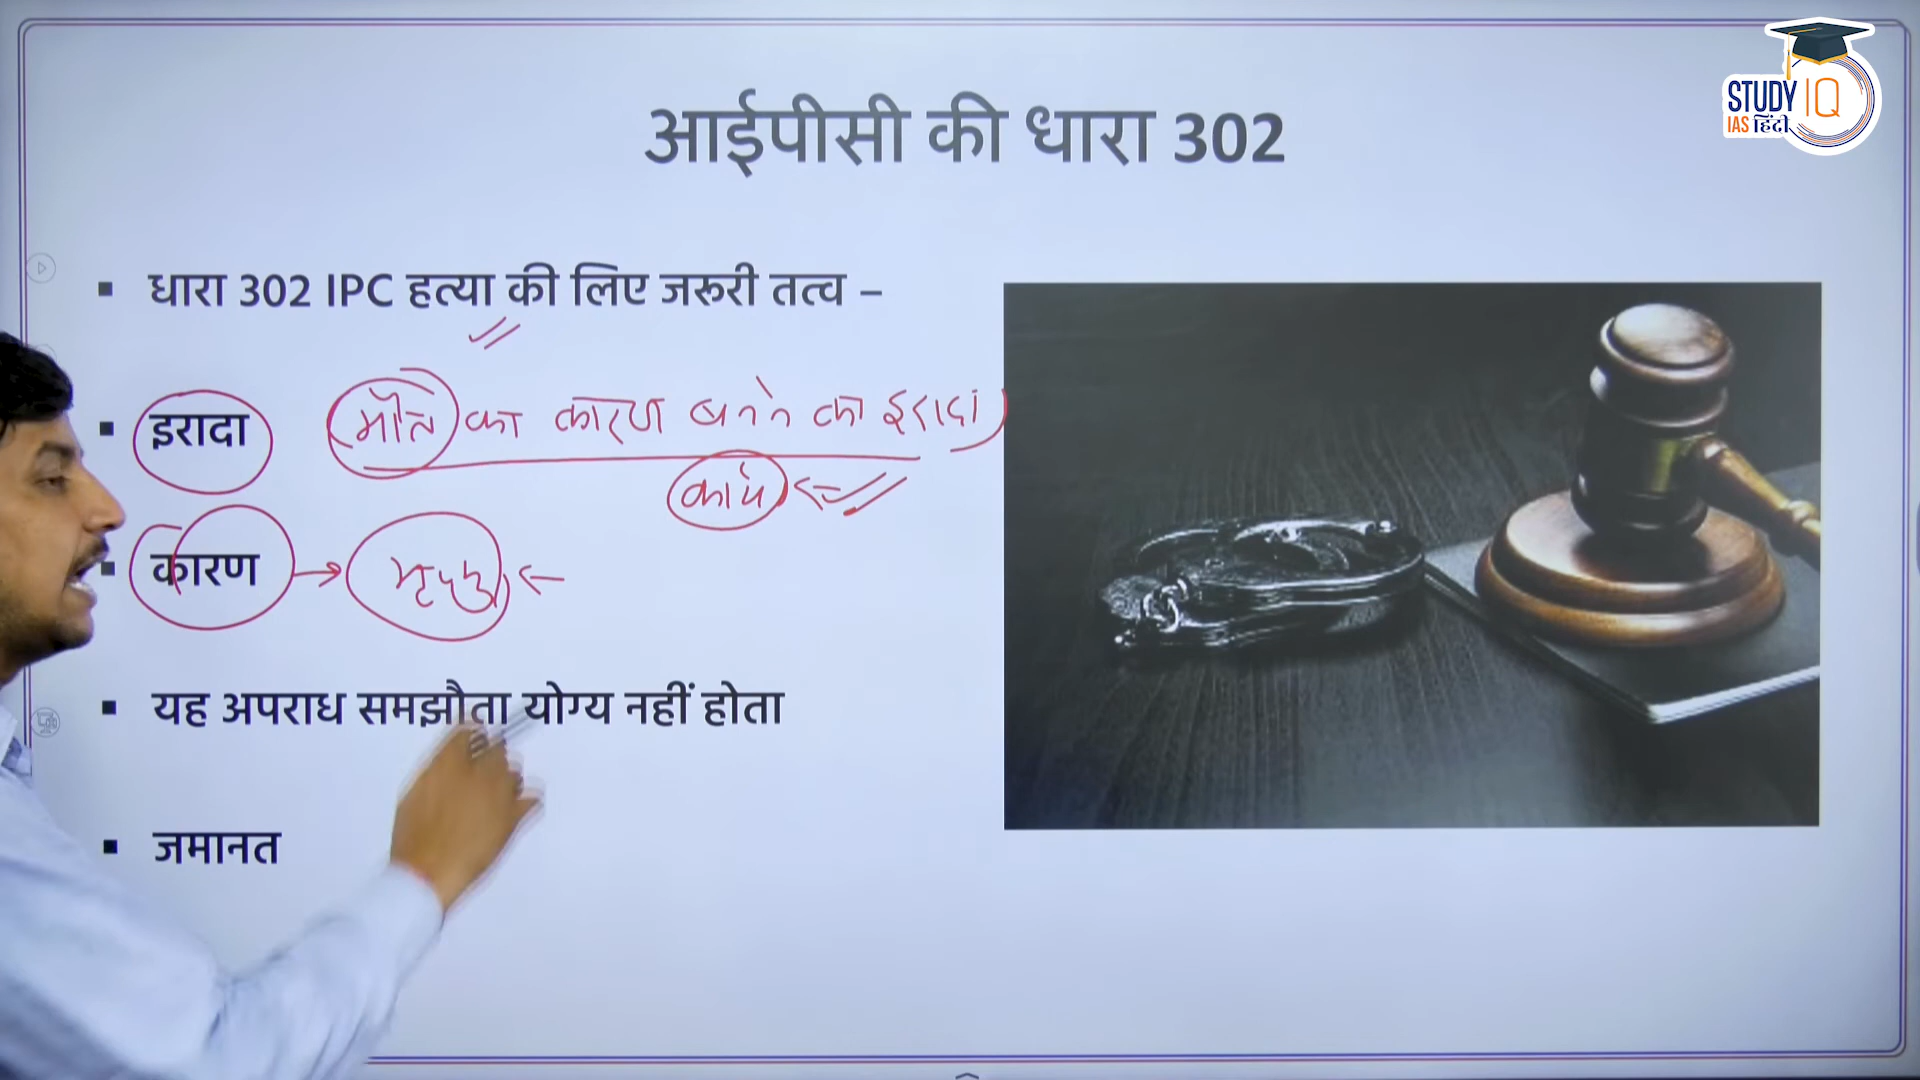 STUDY IQ
IAS हिंदी
आईपीसी की धारा 302
धारा 302 IPC हत्या की लिए जरूरी तत्व –
इरादा
मौत का कारण बनने का इरादा
कार्य
कारण
मृत्यु
यह अपराध समझौता योग्य नहीं होता
जमानत